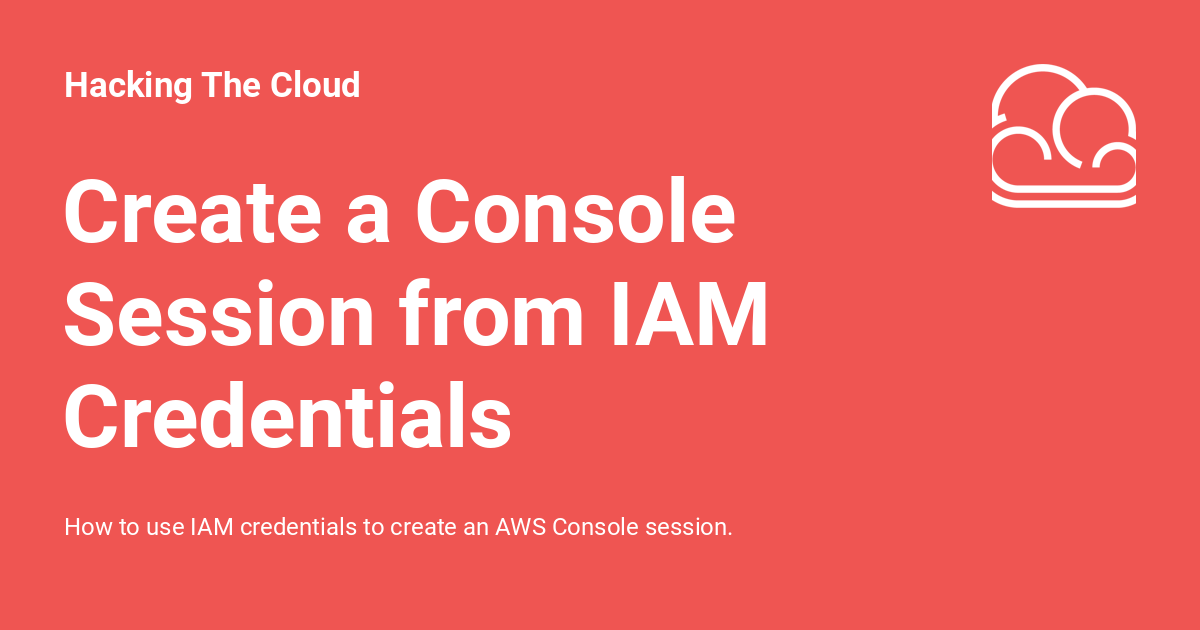 Hacking The Cloud
Create a Console
Session from IAM
Credentials
How to use IAM credentials to create an AWS Console session.